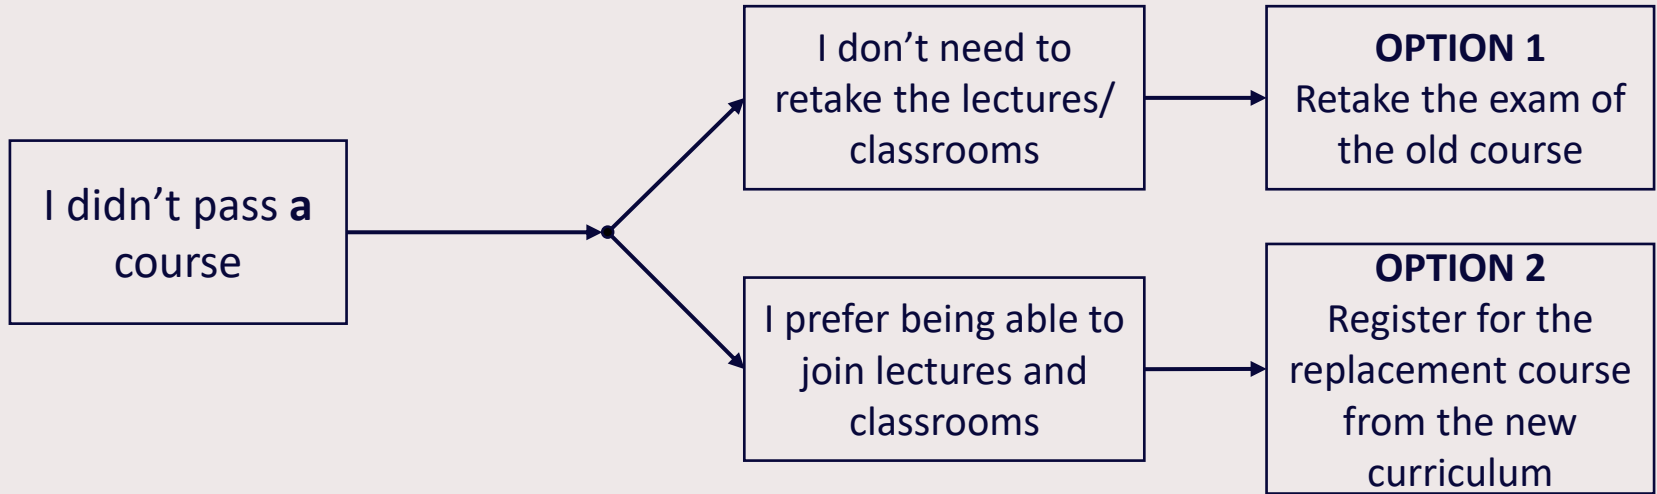 I didn’t pass a
course
I don’t need to
retake the lectures/
classrooms
OPTION 1
Retake the exam of
the old course
I prefer being able to
join lectures and
classrooms
OPTION 2
Register for the
replacement course
from the new
curriculum